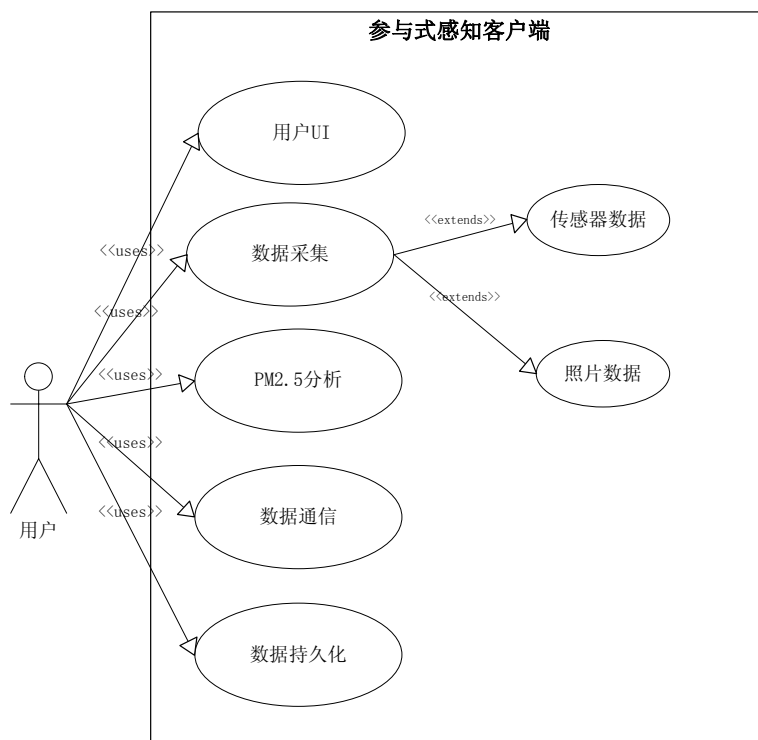 参与式感知客户端
用户UI
<<extends>>
传感器数据
<<uses>>
数据采集
<<extends>>
<<uses>>
照片数据
<<uses>>
PM2.5分析
<<uses>>
数据通信
<<uses>>
用户
数据持久化